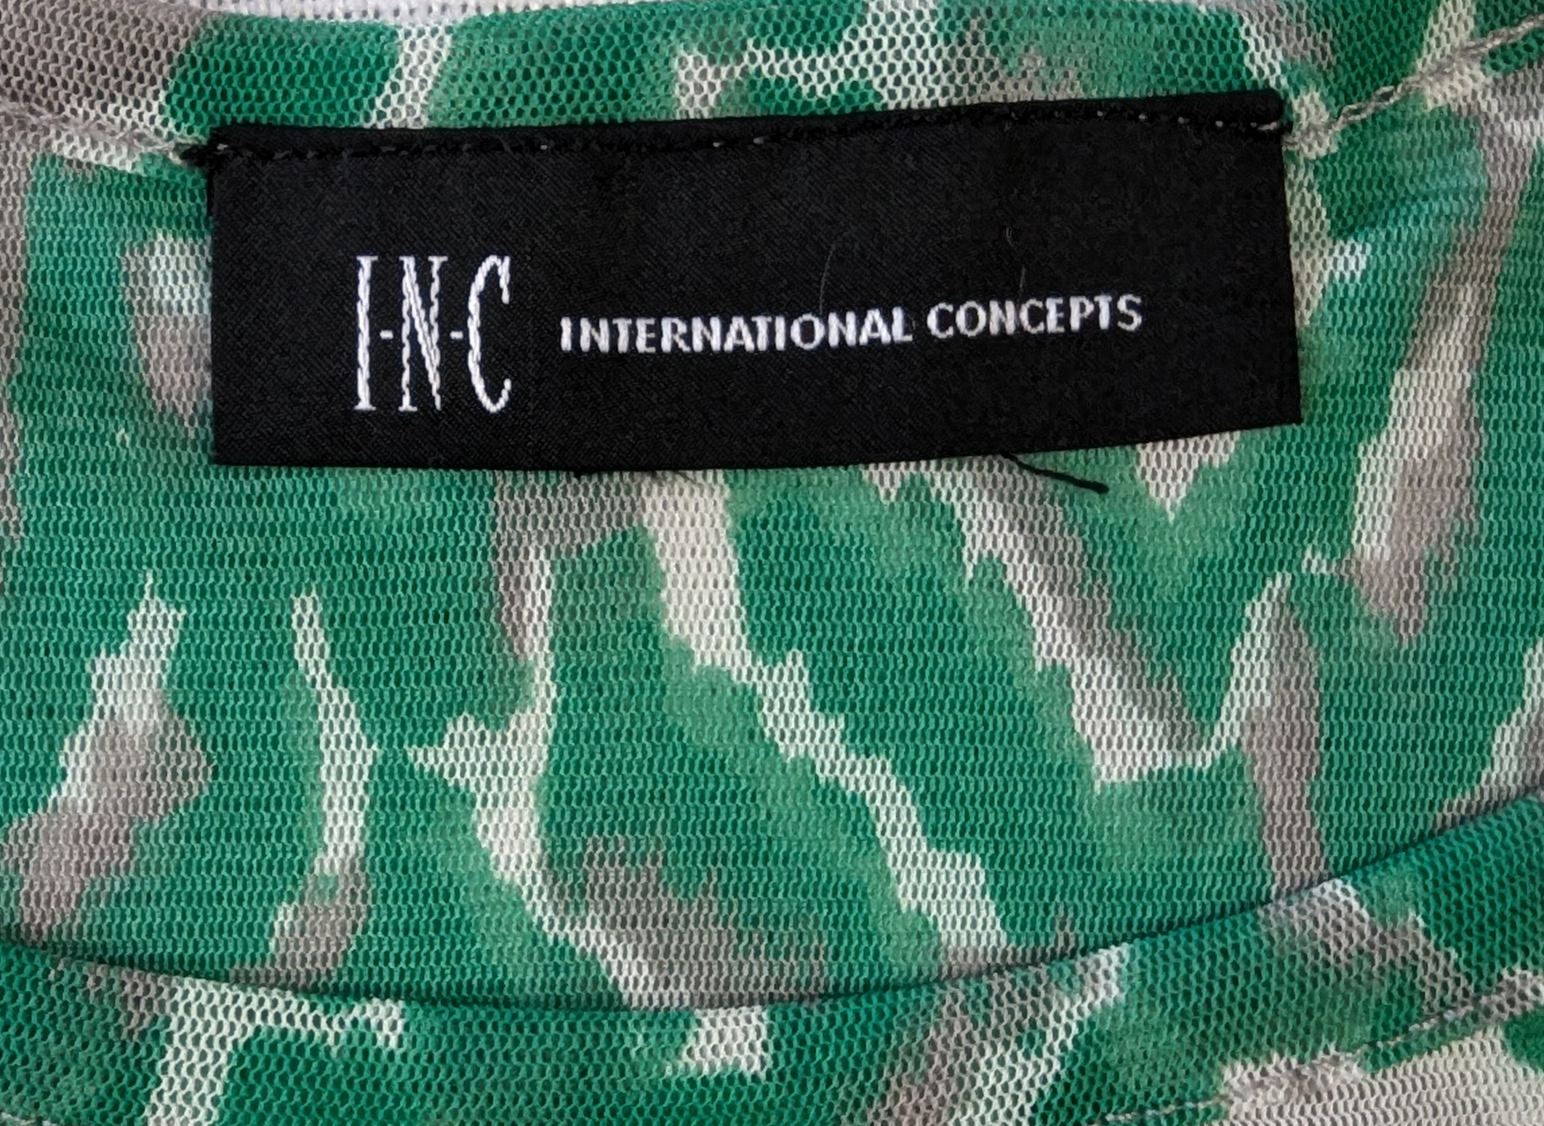 I-N-C INTERNATIONAL CONCEPTS